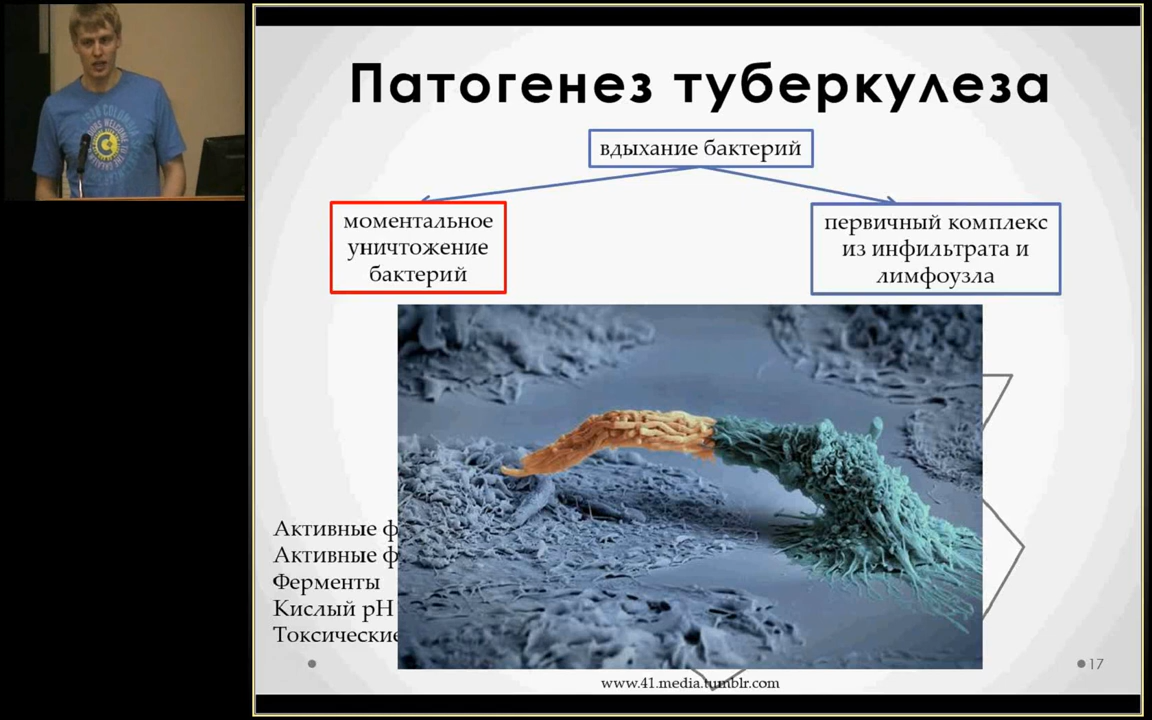 Патогенез туберкулеза
вдыхание бактерий
моментальное
уничтожение
бактерий
первичный комплекс
из инфильтрата и
лимфоузла
Активные ф
Активные ф
Ферменты
Кислый pH
Токсические
17
www.41.media.tumblr.com